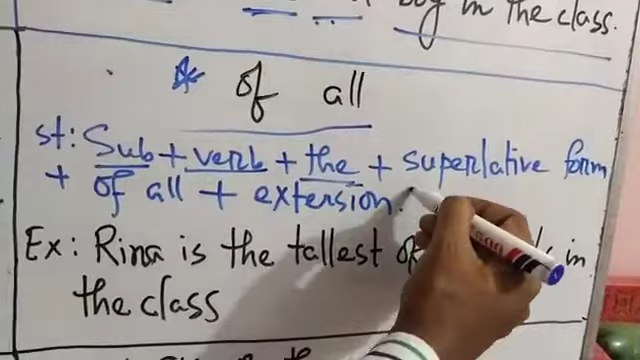 boy in the class.
* of all
st: Sub + verb + the + superlative form
+ of all + extension.
Ex: Rina is the tallest of in
the class